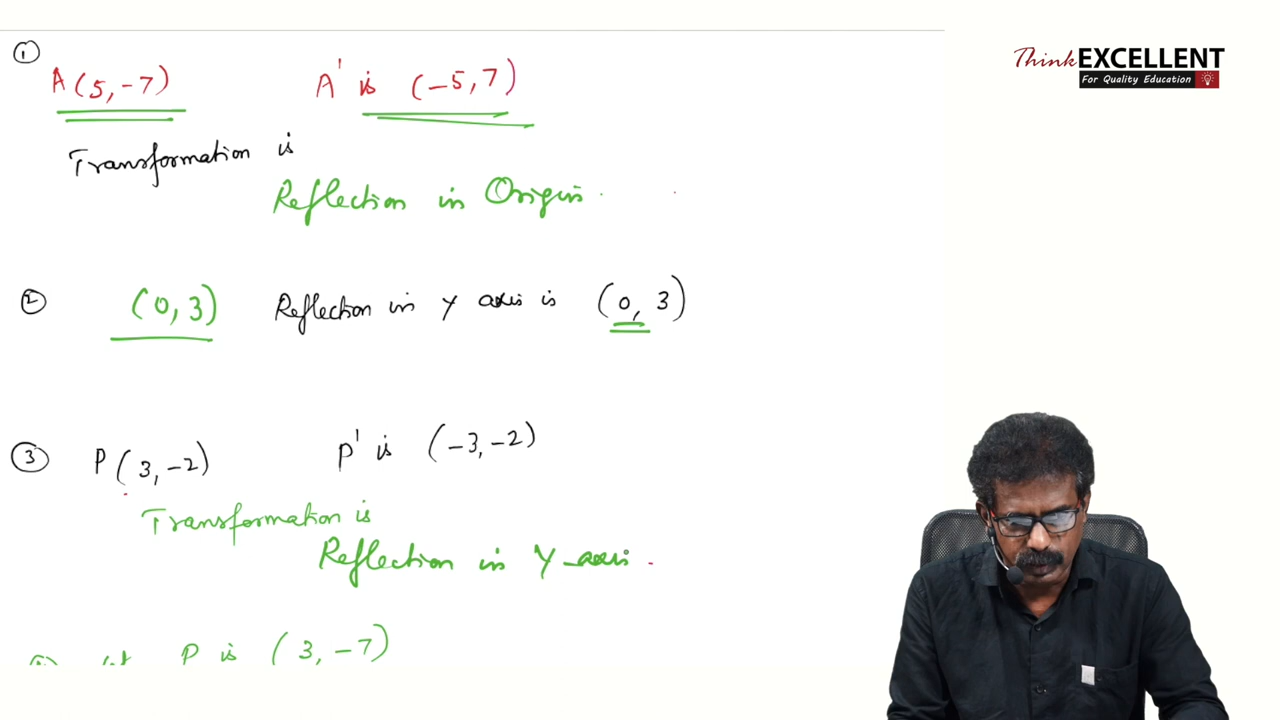 Think EXCELLENT
For Quality Education
①
A(5,-7) A' is (-5,7)
Transformation is
Reflection in Origin.
② (0,3) Reflection in Y axis is (0,3)
③ P(3,-2) P' is (-3,-2)
Transformation is
Reflection in Y-axis.
P is (3,-7)